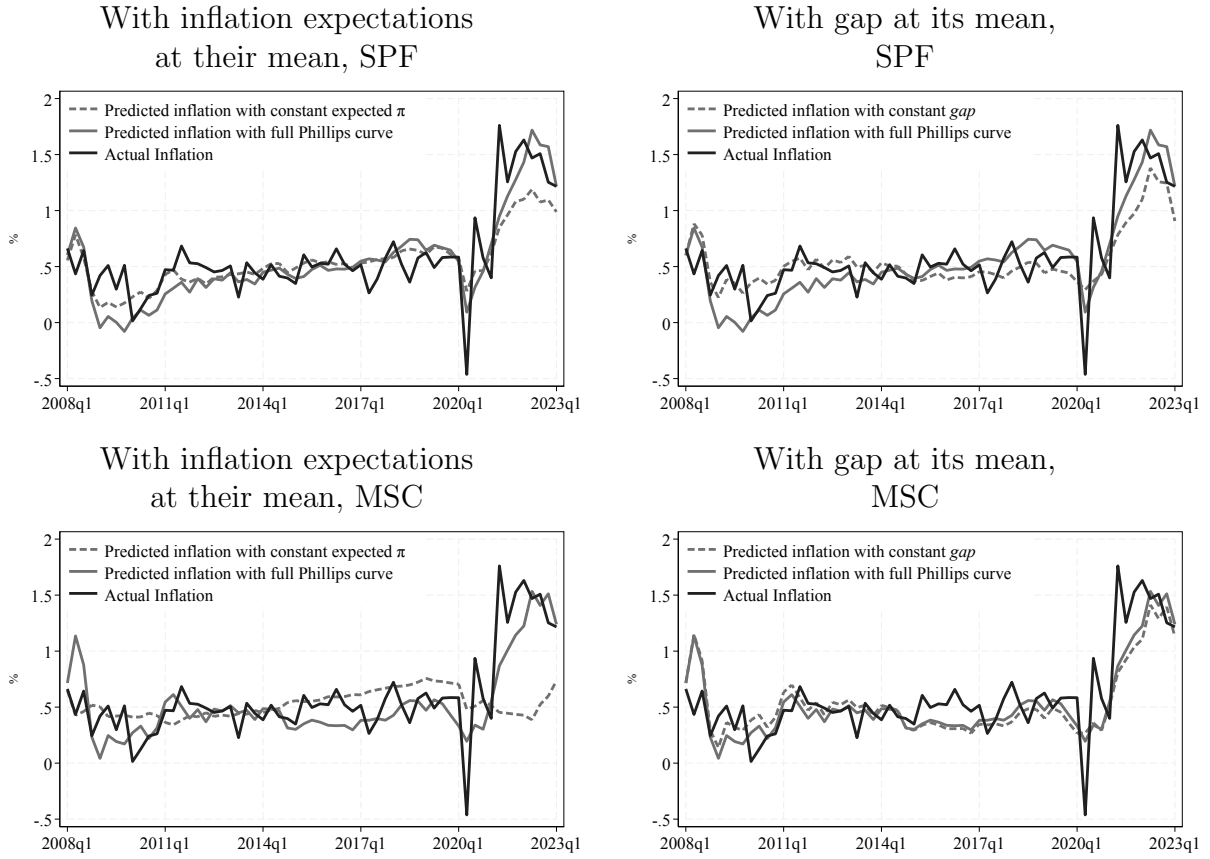 With inflation expectations
at their mean, SPF
%
2
1.5
1
.5
0
-.5
Predicted inflation with constant expected π
Predicted inflation with full Phillips curve
Actual Inflation
2008q1 2011q1 2014q1 2017q1 2020q1 2023q1
With gap at its mean,
SPF
%
2
1.5
1
.5
0
-.5
Predicted inflation with constant gap
Predicted inflation with full Phillips curve
Actual Inflation
2008q1 2011q1 2014q1 2017q1 2020q1 2023q1
With inflation expectations
at their mean, MSC
%
2
1.5
1
.5
0
-.5
Predicted inflation with constant expected π
Predicted inflation with full Phillips curve
Actual Inflation
2008q1 2011q1 2014q1 2017q1 2020q1 2023q1
With gap at its mean,
MSC
%
2
1.5
1
.5
0
-.5
Predicted inflation with constant gap
Predicted inflation with full Phillips curve
Actual Inflation
2008q1 2011q1 2014q1 2017q1 2020q1 2023q1